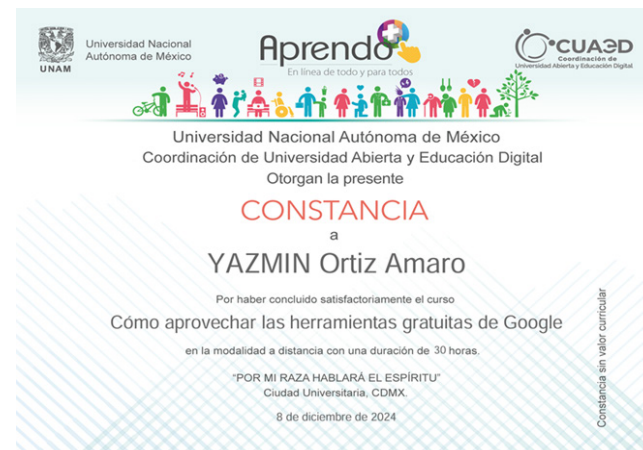 UNAM
Universidad Nacional
Autónoma de México
Aprendo+
En línea de todo y para todos
CUAED
Coordinación de
Universidad Abierta y Educación Digital
Universidad Nacional Autónoma de México
Coordinación de Universidad Abierta y Educación Digital
Otorgan la presente
CONSTANCIA
a
YAZMIN Ortiz Amaro
Por haber concluido satisfactoriamente el curso
Cómo aprovechar las herramientas gratuitas de Google
en la modalidad a distancia con una duración de 30 horas.
“POR MI RAZA HABLARÁ EL ESPÍRITU”
Ciudad Universitaria, CDMX.
8 de diciembre de 2024
Constancia sin valor curricular